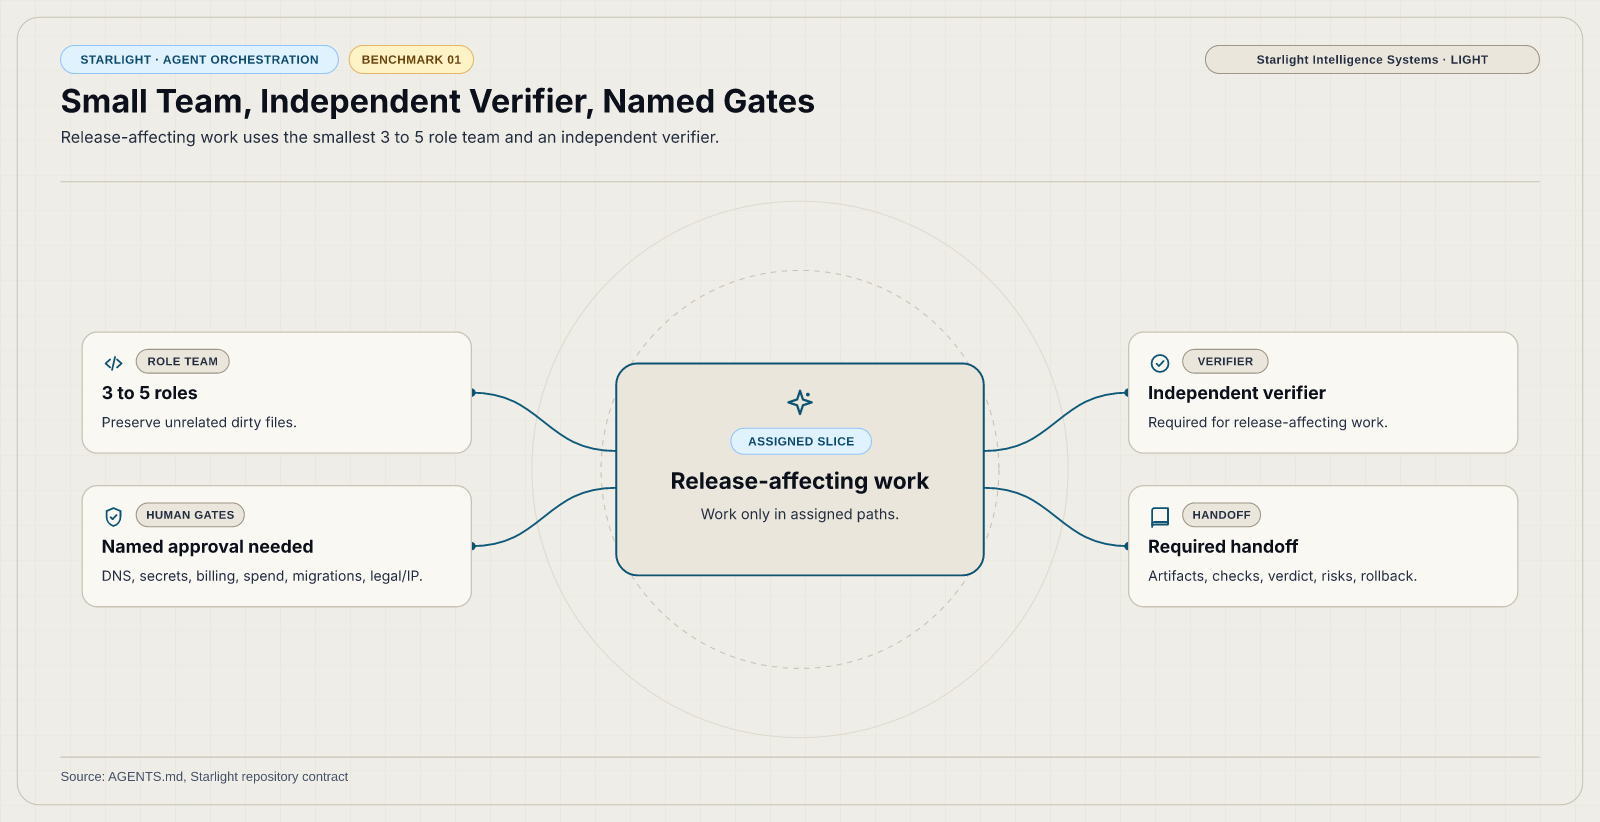 STARLIGHT · AGENT ORCHESTRATION
BENCHMARK 01
Starlight Intelligence Systems · LIGHT
Small Team, Independent Verifier, Named Gates
Release-affecting work uses the smallest 3 to 5 role team and an independent verifier.
ROLE TEAM
3 to 5 roles
Preserve unrelated dirty files.
HUMAN GATES
Named approval needed
DNS, secrets, billing, spend, migrations, legal/IP.
ASSIGNED SLICE
Release-affecting work
Work only in assigned paths.
VERIFIER
Independent verifier
Required for release-affecting work.
HANDOFF
Required handoff
Artifacts, checks, verdict, risks, rollback.
Source: AGENTS.md, Starlight repository contract